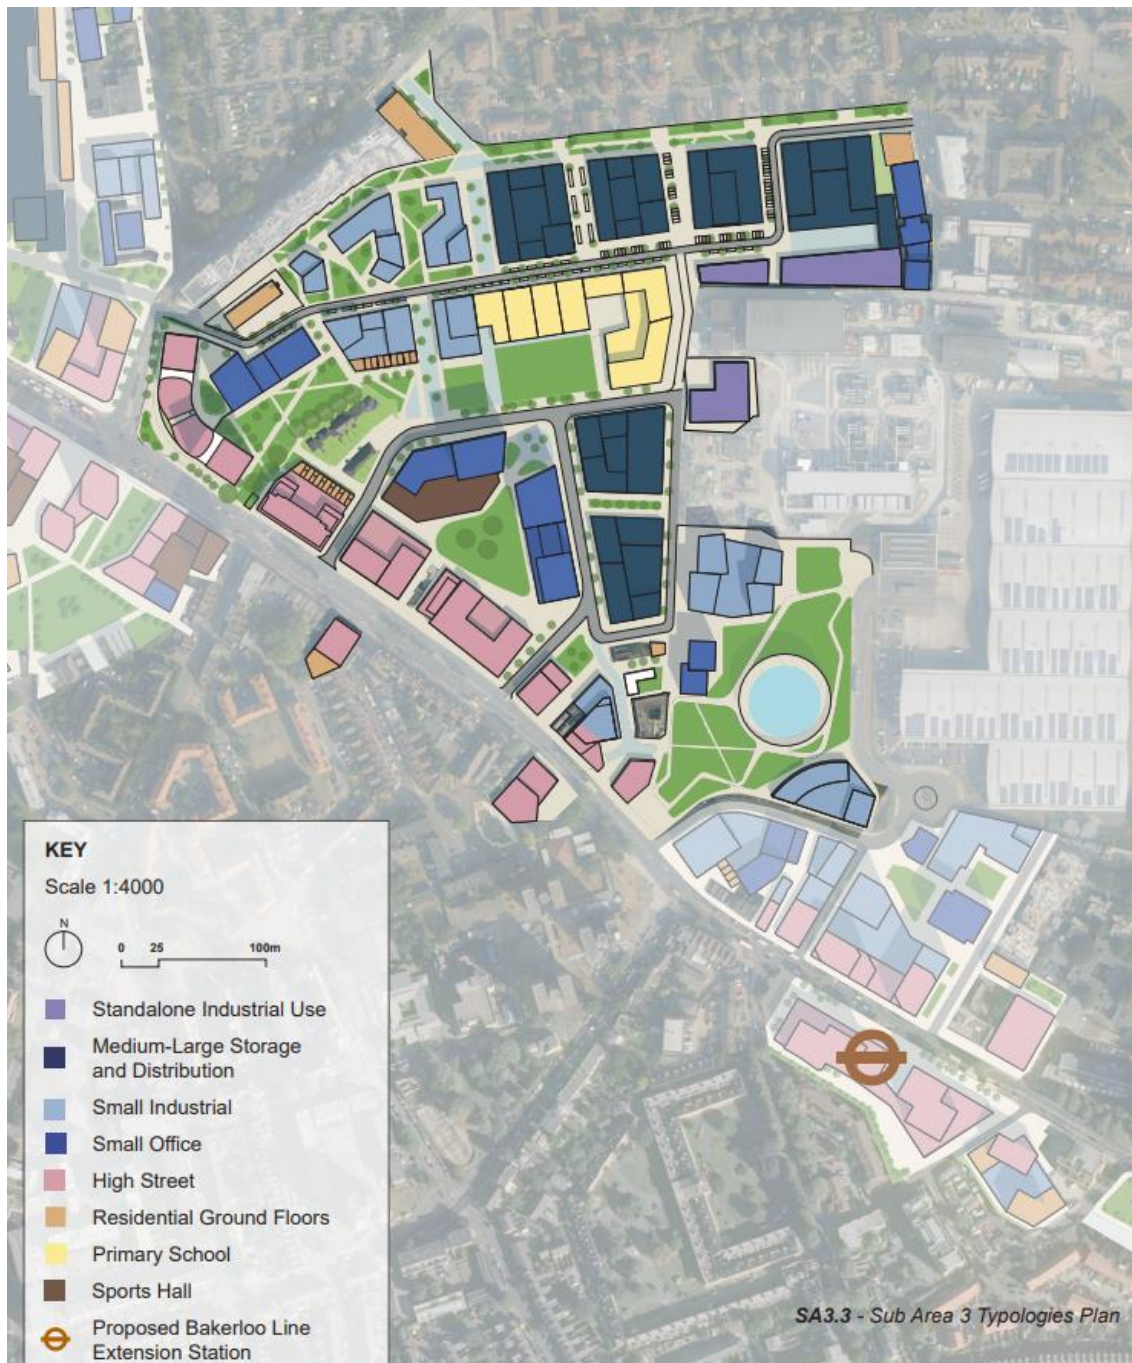 KEY
Scale 1:4000
N
0 25 100m
Standalone Industrial Use
Medium-Large Storage
and Distribution
Small Industrial
Small Office
High Street
Residential Ground Floors
Primary School
Sports Hall
Proposed Bakerloo Line
Extension Station
SA3.3 - Sub Area 3 Typologies Plan